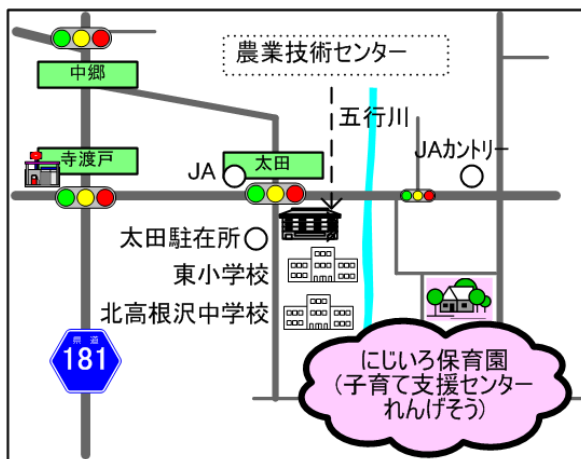 農業技術センター
中郷
五行川
寺渡戸
JA
太田
JAカントリー
太田駐在所
東小学校
北高根沢中学校
県道
181
にじいろ保育園
(子育て支援センター
れんげそう)